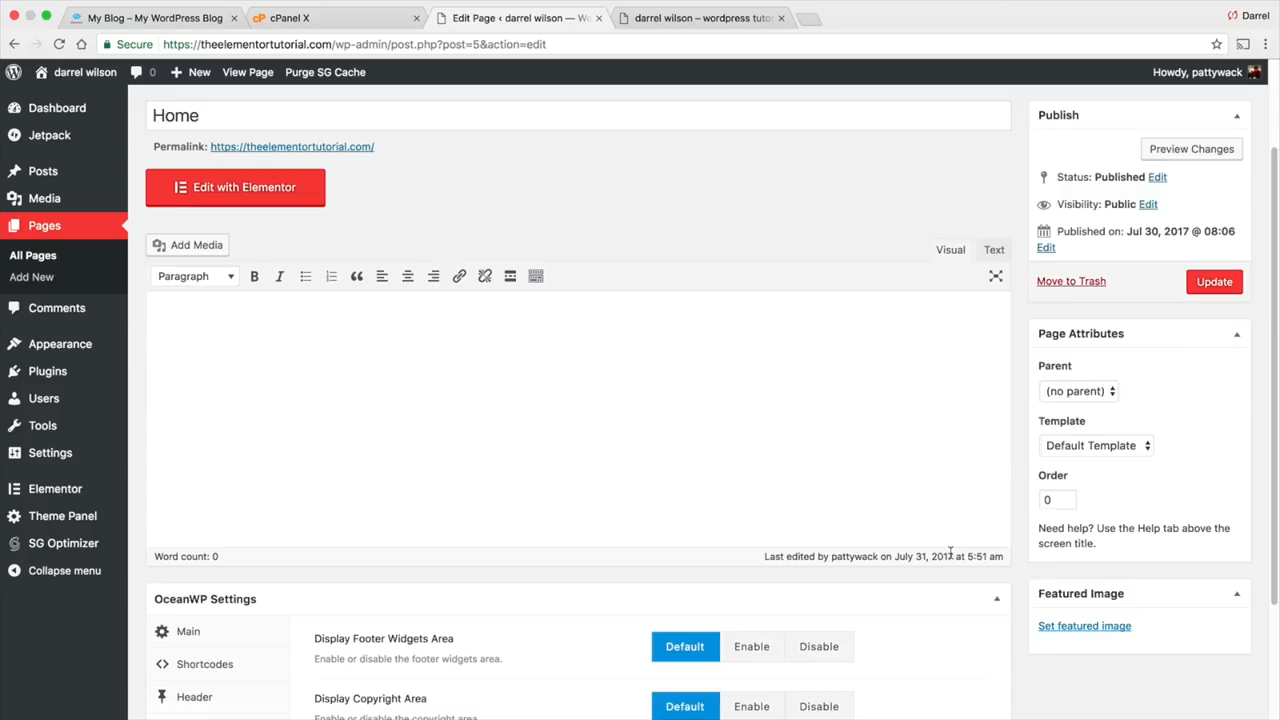 My Blog – My WordPress Blog
cPanel X
Edit Page ‹ darrel wilson — Wo
darrel wilson – wordpress tutor
Darrel
Secure
https://theelementortutorial.com/wp-admin/post.php?post=5&action=edit
darrel wilson
0
New
View Page
Purge SG Cache
Howdy, pattywack
Dashboard
Jetpack
Posts
Media
Pages
All Pages
Add New
Comments
Appearance
Plugins
Users
Tools
Settings
Elementor
Theme Panel
SG Optimizer
Collapse menu
Home
Permalink: https://theelementortutorial.com/
Edit with Elementor
Add Media
Visual
Text
Paragraph
B I
Word count: 0
Last edited by pattywack on July 31, 2017 at 5:51 am
OceanWP Settings
Main
Shortcodes
Header
Display Footer Widgets Area
Enable or disable the footer widgets area.
Default
Enable
Disable
Display Copyright Area
Enable or disable the copyright area.
Default
Enable
Disable
Publish
Preview Changes
Status: Published Edit
Visibility: Public Edit
Published on: Jul 30, 2017 @ 08:06
Edit
Move to Trash
Update
Page Attributes
Parent
(no parent)
Template
Default Template
Order
0
Need help? Use the Help tab above the
screen title.
Featured Image
Set featured image